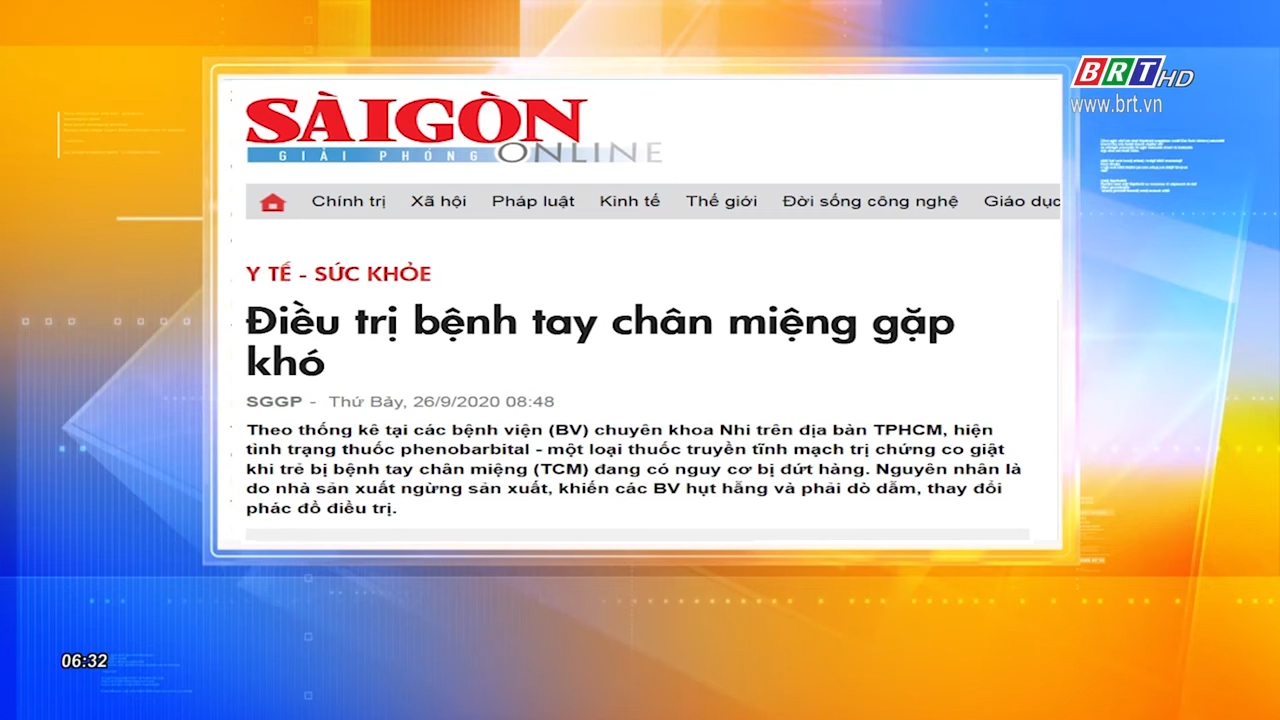 BRT HD
www.brt.vn
SÀI GÒN
GIẢI PHÓNG ONLINE
Chính trị Xã hội Pháp luật Kinh tế Thế giới Đời sống công nghệ Giáo dục
Y TẾ - SỨC KHỎE
Điều trị bệnh tay chân miệng gặp
khó
SGGP - Thứ Bảy, 26/9/2020 08:48
Theo thống kê tại các bệnh viện (BV) chuyên khoa Nhi trên địa bàn TPHCM, hiện
tình trạng thuốc phenobarbital - một loại thuốc truyền tĩnh mạch trị chứng co giật
khi trẻ bị bệnh tay chân miệng (TCM) đang có nguy cơ bị đứt hàng. Nguyên nhân là
do nhà sản xuất ngừng sản xuất, khiến các BV hụt hẫng và phải dò dẫm, thay đổi
phác đồ điều trị.
06:32